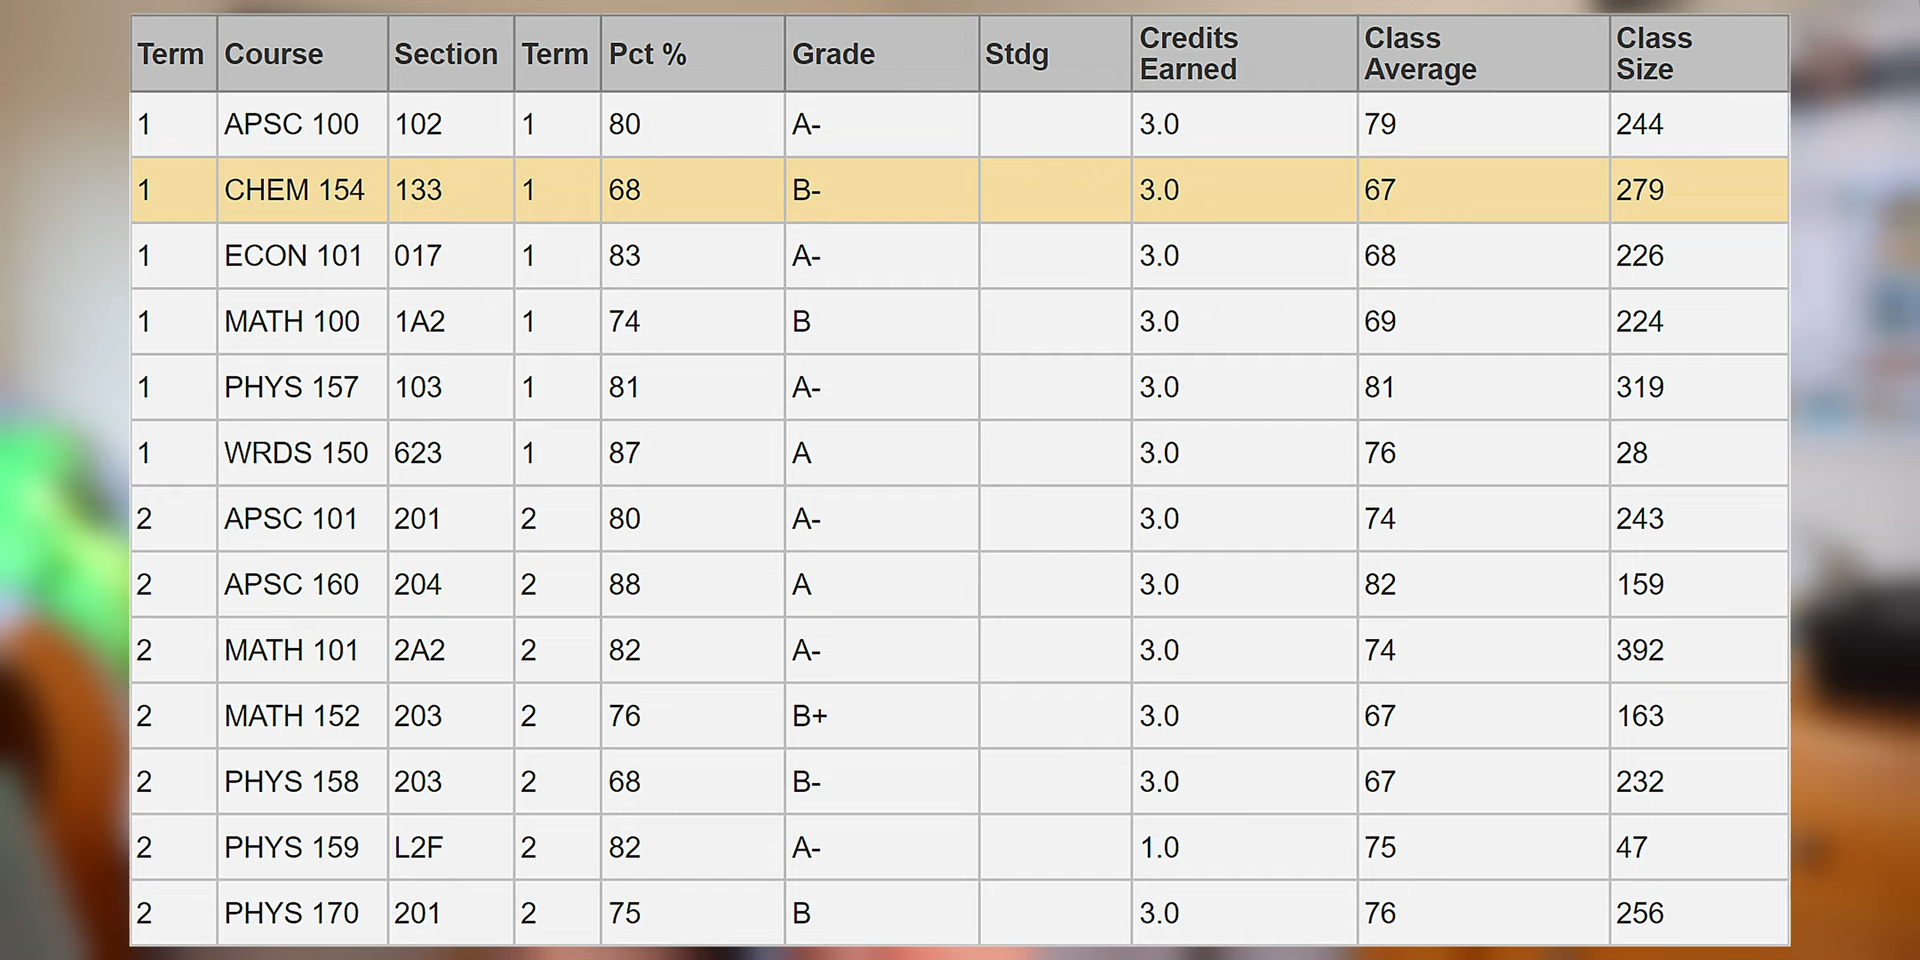 Term Course Section Term Pct % Grade Stdg Credits Earned Class Average Class Size
1 APSC 100 102 1 80 A- 3.0 79 244
1 CHEM 154 133 1 68 B- 3.0 67 279
1 ECON 101 017 1 83 A- 3.0 68 226
1 MATH 100 1A2 1 74 B 3.0 69 224
1 PHYS 157 103 1 81 A- 3.0 81 319
1 WRDS 150 623 1 87 A 3.0 76 28
2 APSC 101 201 2 80 A- 3.0 74 243
2 APSC 160 204 2 88 A 3.0 82 159
2 MATH 101 2A2 2 82 A- 3.0 74 392
2 MATH 152 203 2 76 B+ 3.0 67 163
2 PHYS 158 203 2 68 B- 3.0 67 232
2 PHYS 159 L2F 2 82 A- 1.0 75 47
2 PHYS 170 201 2 75 B 3.0 76 256